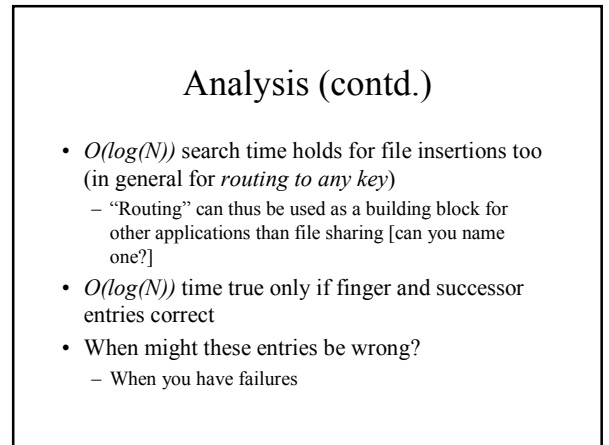 Analysis (contd.)
• O(log(N)) search time holds for file insertions too
(in general for routing to any key)
– “Routing” can thus be used as a building block for
other applications than file sharing [can you name
one?]
• O(log(N)) time true only if finger and successor
entries correct
• When might these entries be wrong?
– When you have failures